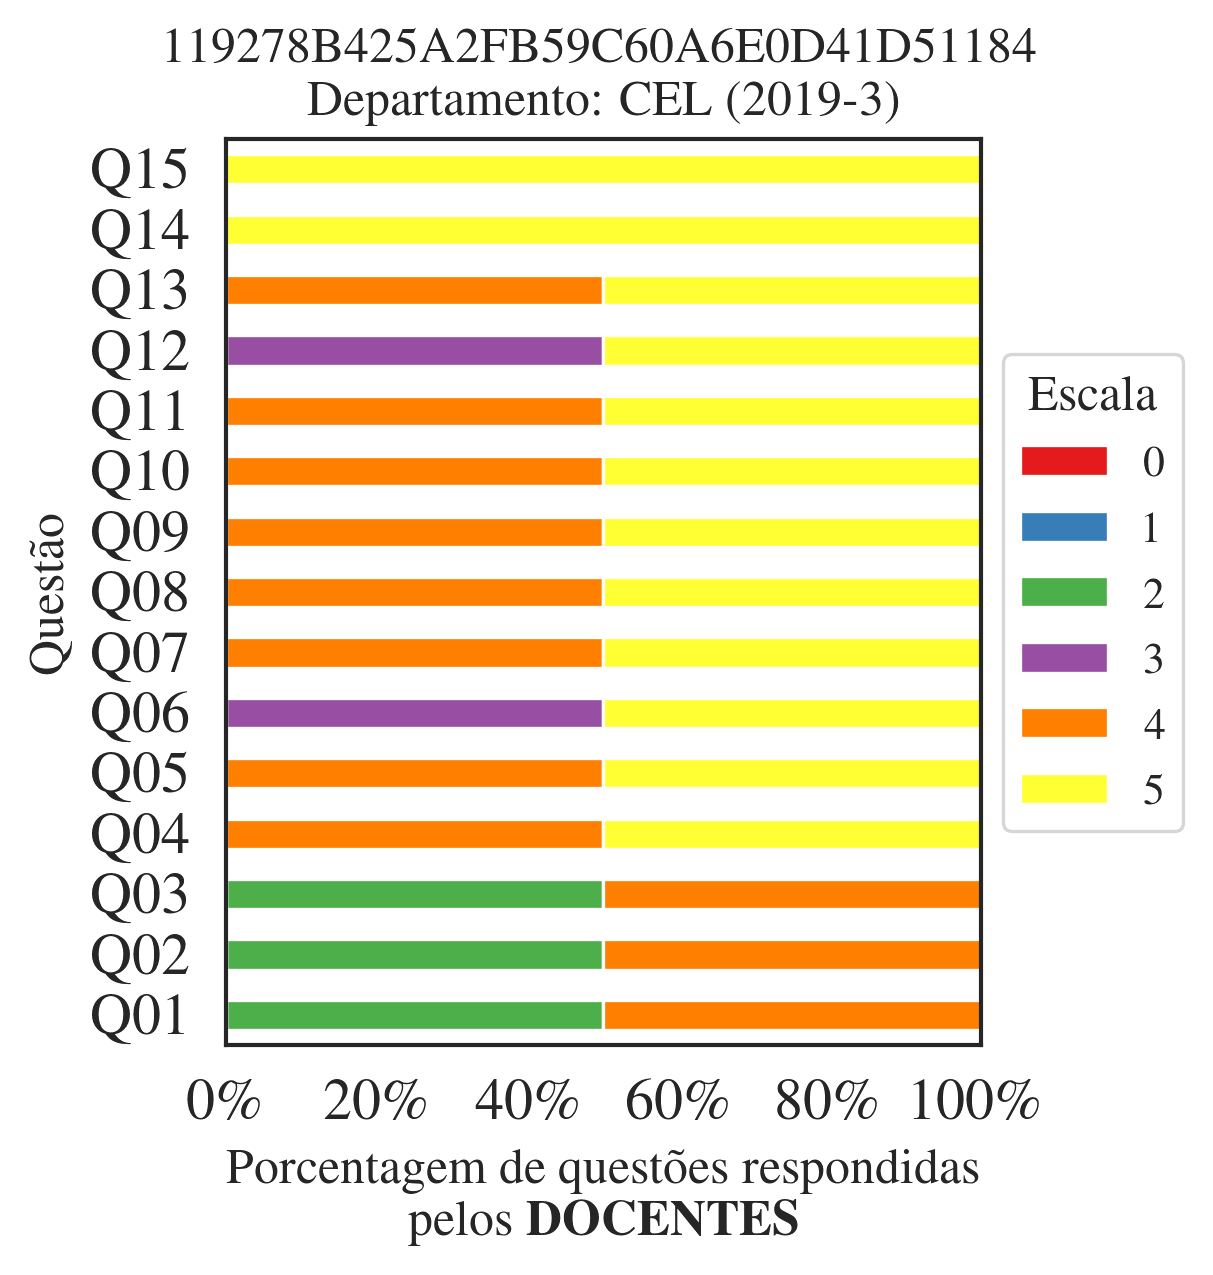 119278B425A2FB59C60A6E0D41D51184
Departamento: CEL (2019-3)
Q15
Q14
Q13
Q12
Q11
Q10
Q09
Q08
Q07
Q06
Q05
Q04
Q03
Q02
Q01
Questão
Escala
0
1
2
3
4
5
0% 20% 40% 60% 80% 100%
Porcentagem de questões respondidas
pelos DOCENTES